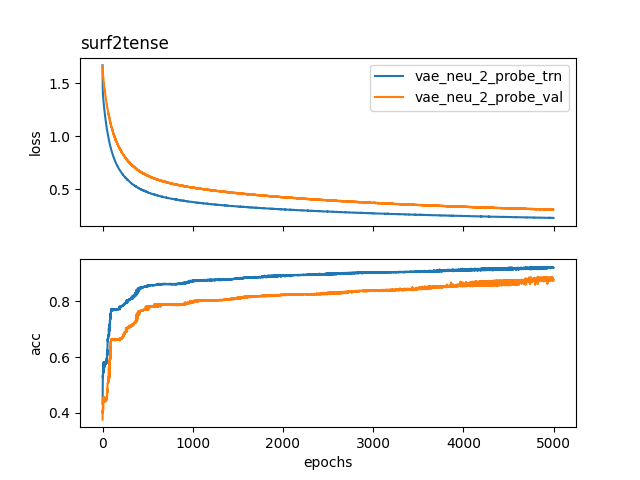 surf2tense
vae_neu_2_probe_trn
vae_neu_2_probe_val
1.5
1.0
0.5
loss
0.8
0.6
0.4
acc
0 1000 2000 3000 4000 5000
epochs